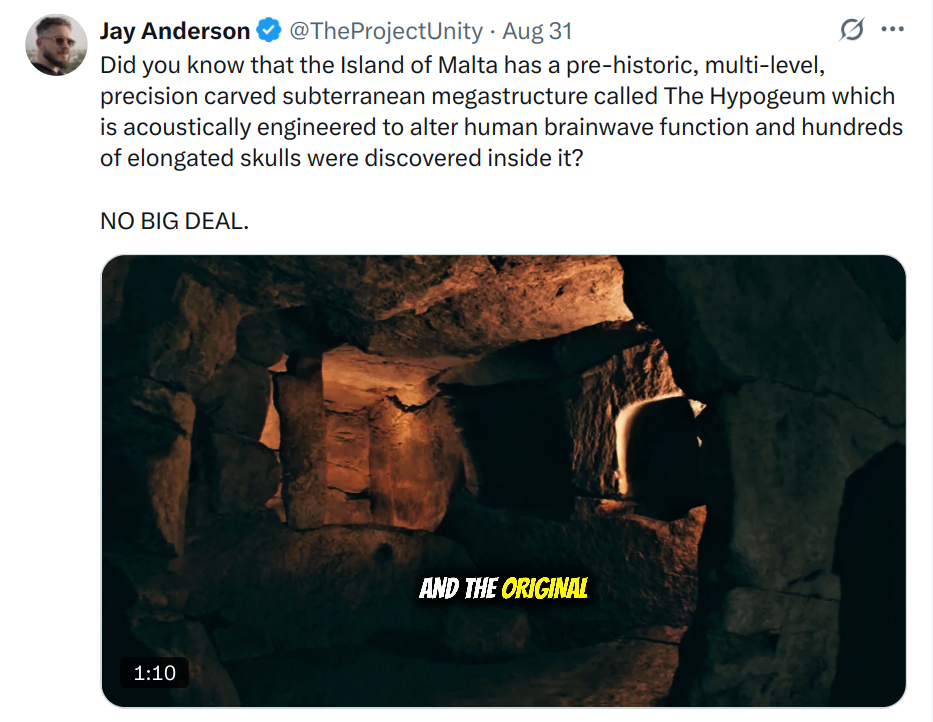 Jay Anderson @TheProjectUnity · Aug 31
Did you know that the Island of Malta has a pre-historic, multi-level,
precision carved subterranean megastructure called The Hypogeum which
is acoustically engineered to alter human brainwave function and hundreds
of elongated skulls were discovered inside it?
NO BIG DEAL.
AND THE ORIGINAL
1:10